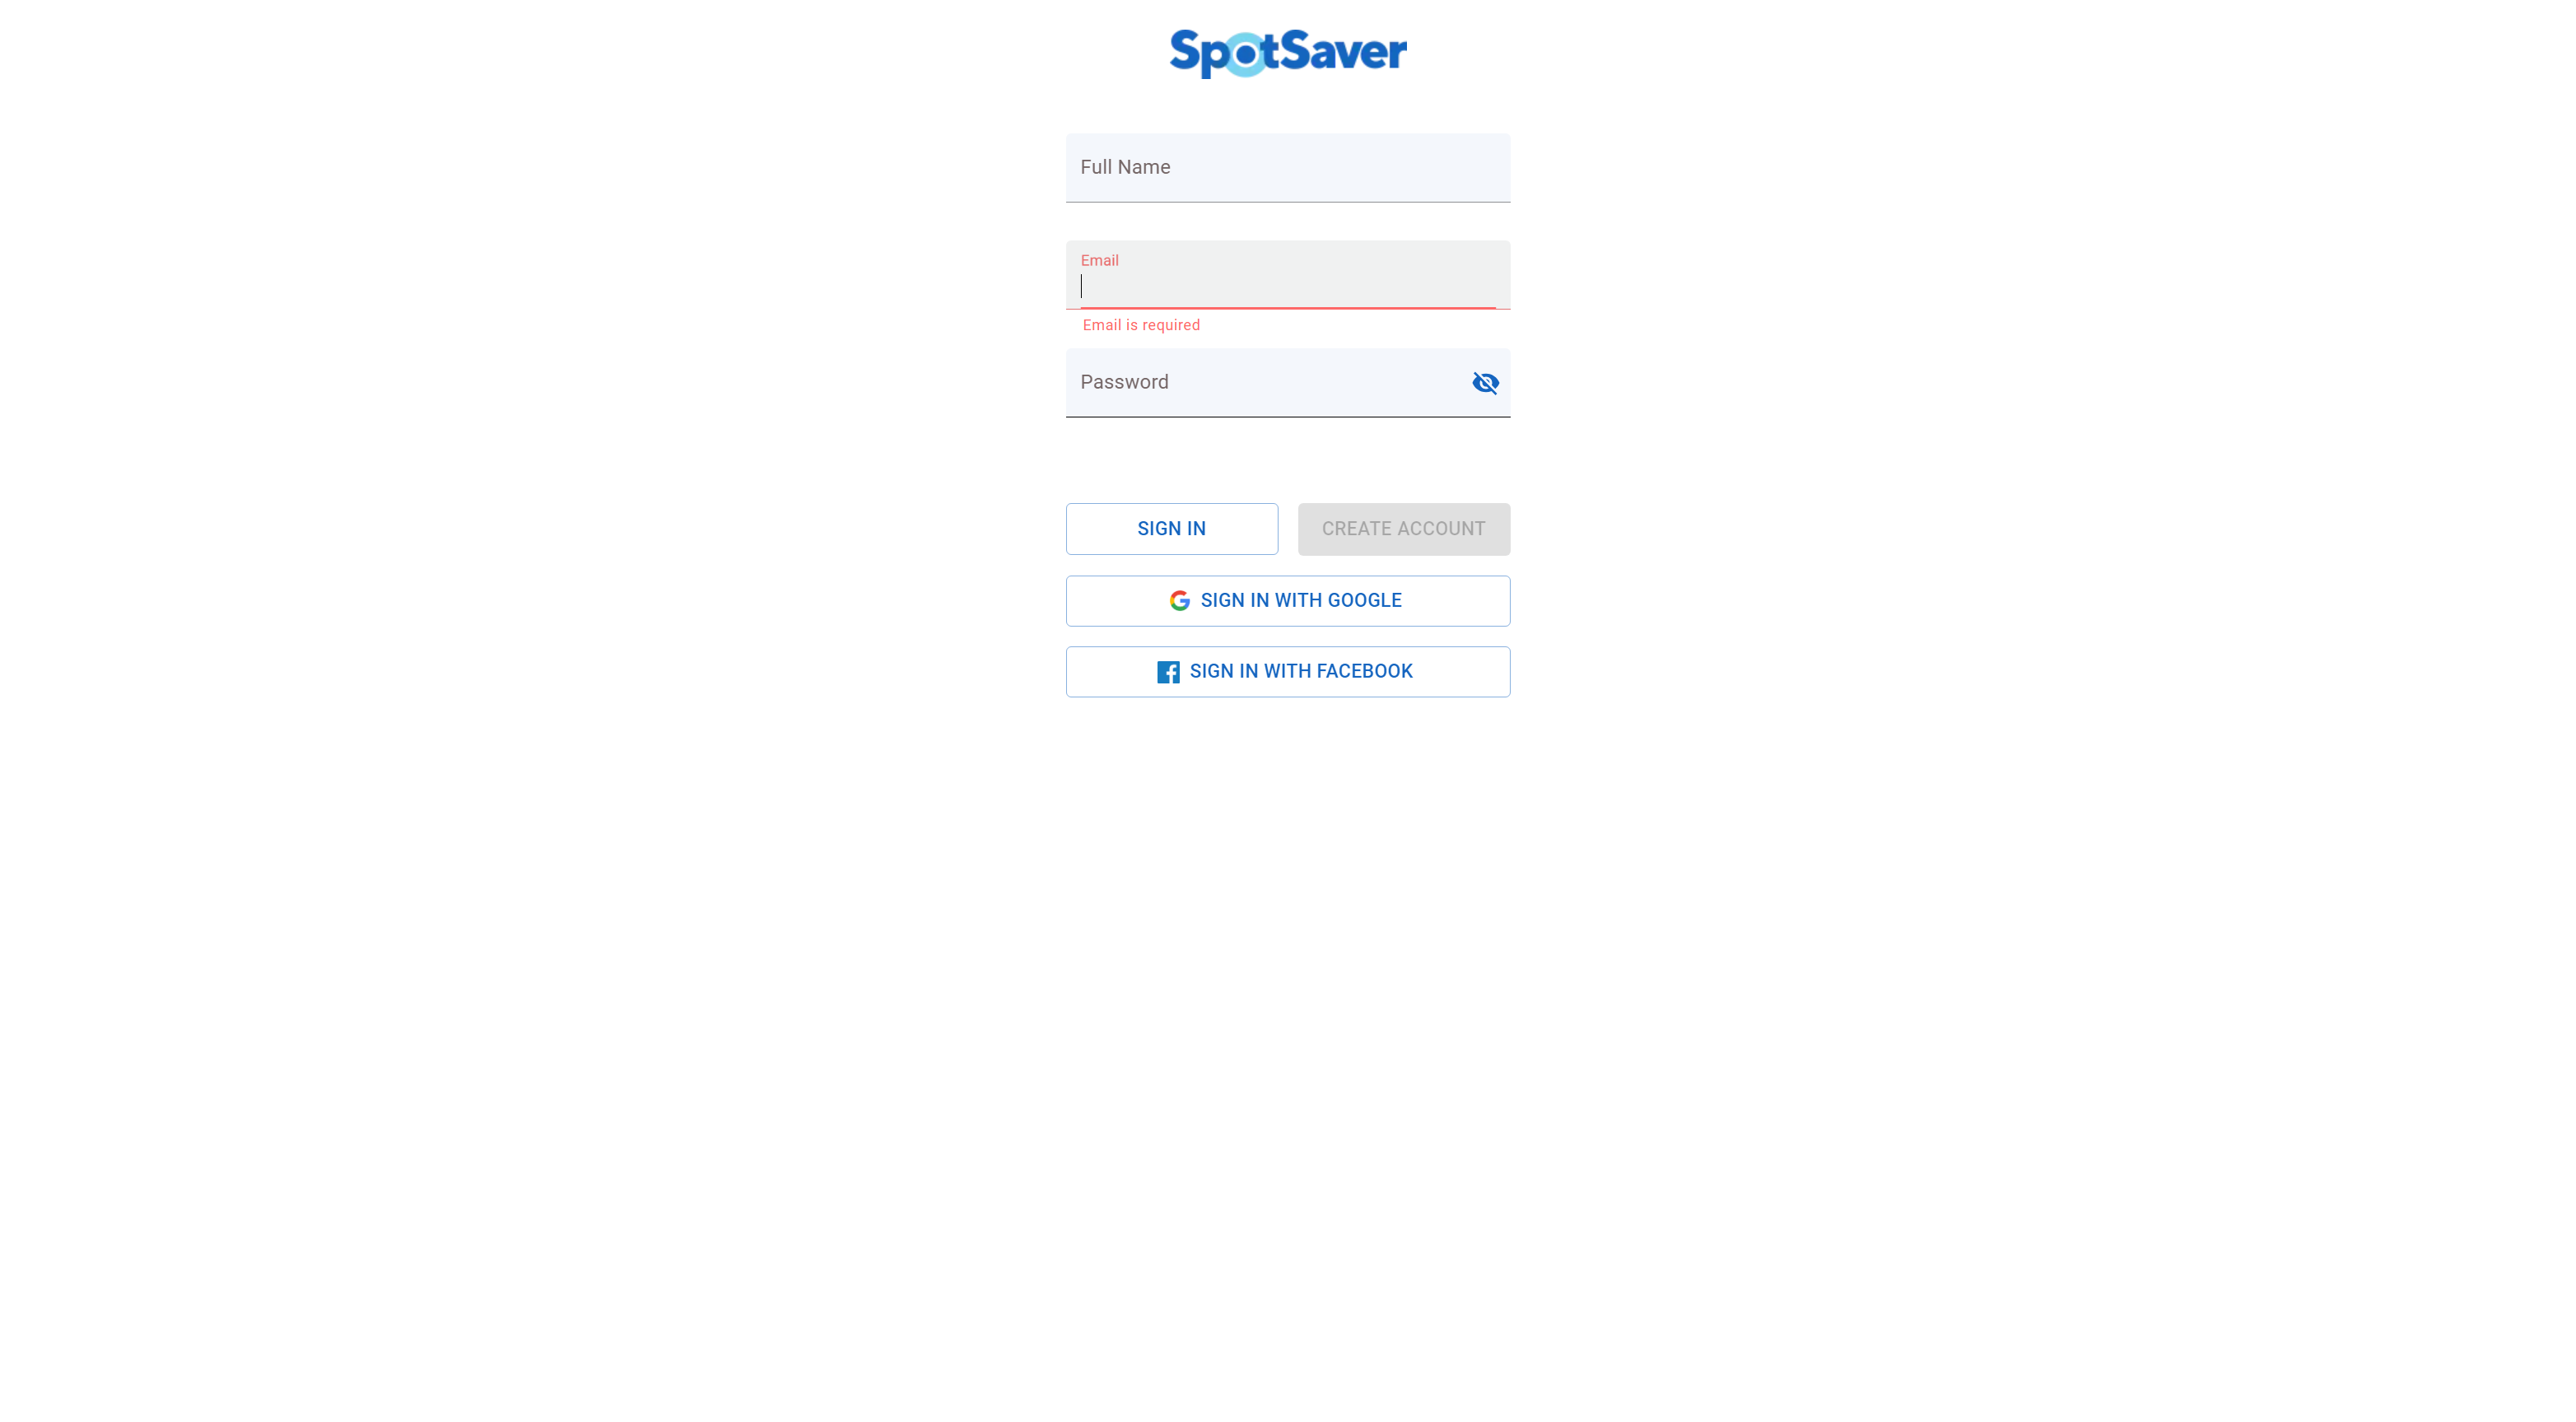 SpotSaver
Full Name
Email
Email is required
Password
SIGN IN
CREATE ACCOUNT
SIGN IN WITH GOOGLE
SIGN IN WITH FACEBOOK